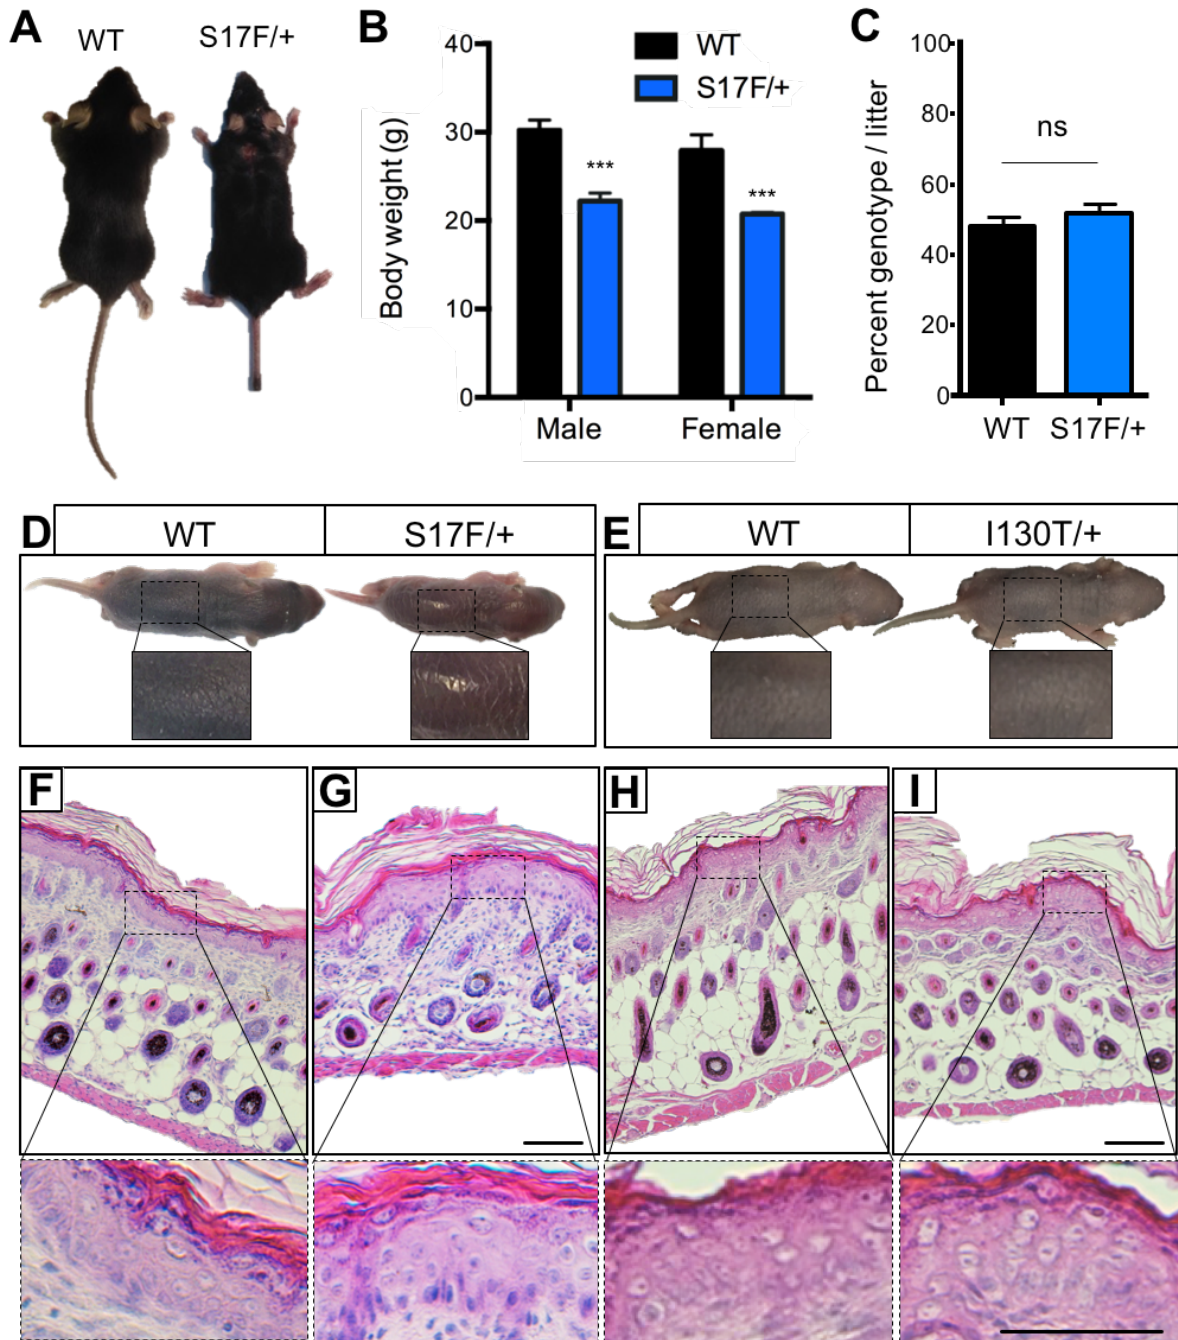 A
WT
S17F/+
B
Body weight (g)
40
30
20
10
0
WT
S17F/+
***
***
Male
Female
C
Percent genotype / litter
100
80
60
40
20
0
ns
WT
S17F/+
D
WT
S17F/+
E
WT
I130T/+
F
G
H
I